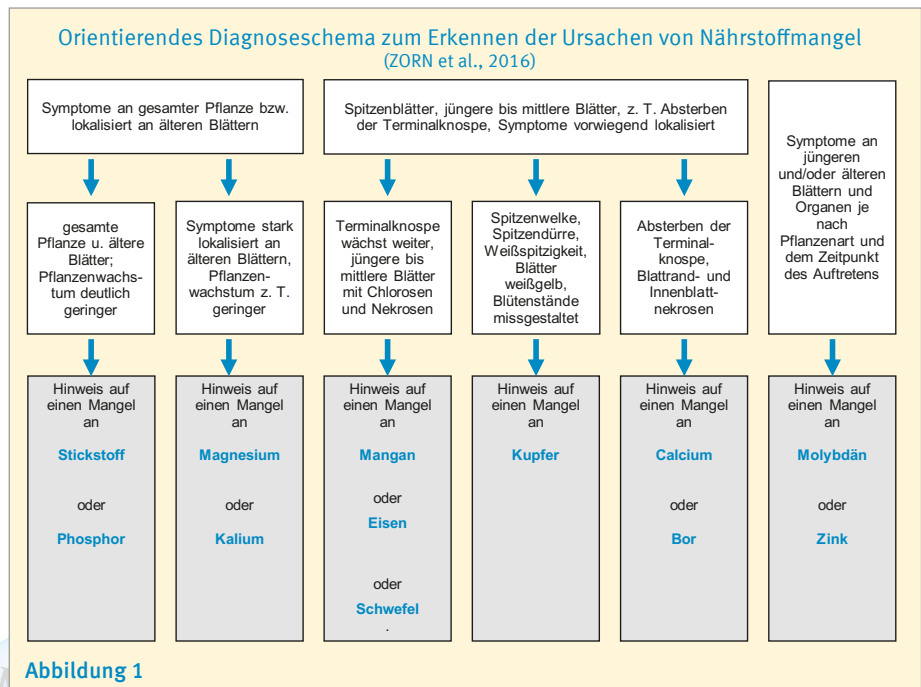 Orientierendes Diagnoseschema zum Erkennen der Ursachen von Nährstoffmangel
(ZORN et al., 2016)
Symptome an gesamter Pflanze bzw.
lokalisiert an älteren Blättern
Spitzenblätter, jüngere bis mittlere Blätter, z. T. Absterben
der Terminalknospe, Symptome vorwiegend lokalisiert
Symptome an
jüngeren
und/oder älteren
Blättern und
Organen je
nach
Pflanzenart und
dem Zeitpunkt
des Auftretens
gesamte
Pflanze u. ältere
Blätter;
Pflanzenwachs-
tum deutlich
geringer
Symptome stark
lokalisiert an
älteren Blättern,
Pflanzen-
wachstum z. T.
geringer
Terminalknospe
wächst weiter,
jüngere bis
mittlere Blätter
mit Chlorosen
und Nekrosen
Spitzenwelke,
Spitzendürre,
Weißspitzigkeit,
Blätter
weißgelb,
Blütenstände
missgestaltet
Absterben der
Terminal-
knospe,
Blattrand- und
Innenblatt-
nekrosen
Hinweis auf
einen Mangel
an
Stickstoff
oder
Phosphor
Hinweis auf
einen Mangel
an
Magnesium
oder
Kalium
Hinweis auf
einen Mangel
an
Mangan
oder
Eisen
oder
Schwefel
.
Hinweis auf
einen Mangel
an
Kupfer
Hinweis auf
einen Mangel
an
Calcium
oder
Bor
Hinweis auf
einen Mangel
an
Molybdän
oder
Zink
Abbildung 1